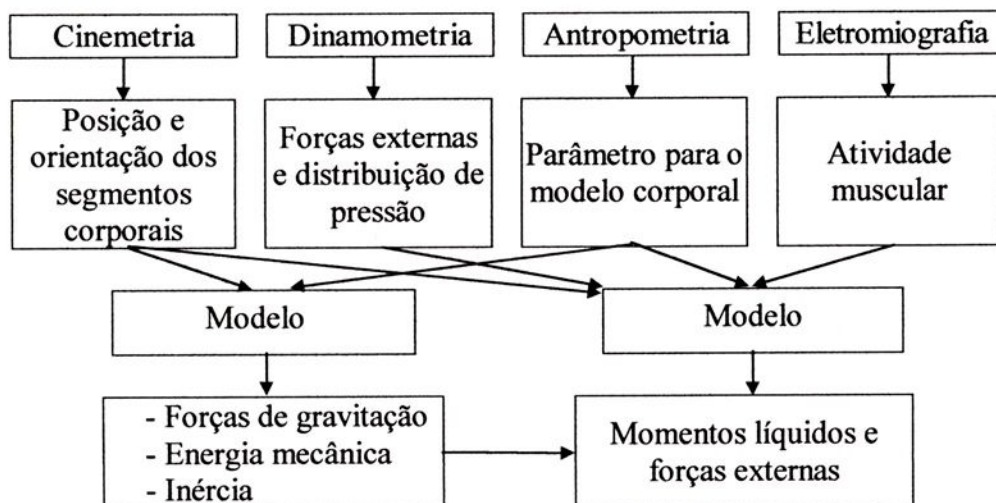 Cinemetria
Dinamometria
Antropometria
Eletromiografia
Posição e
orientação dos
segmentos
corporais
Forças externas
e distribuição de
pressão
Parâmetro para o
modelo corporal
Atividade
muscular
Modelo
Modelo
- Forças de gravitação
- Energia mecânica
- Inércia
Momentos líquidos e
forças externas